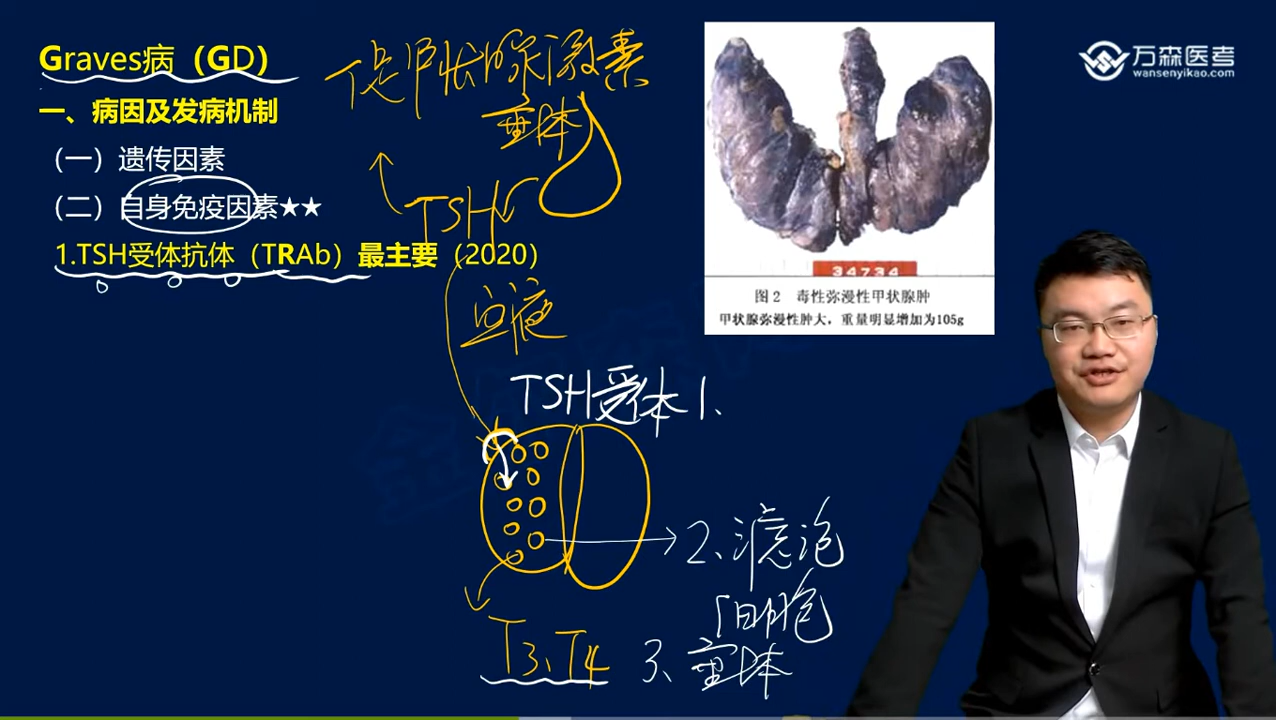 Graves病（GD）
一、病因及发病机制
（一）遗传因素
（二）自身免疫因素★★
1.TSH受体抗体（TRAb）最主要（2020）
促甲状腺激素
垂体
TSH
血液
TSH受体 1、
2、滤泡
细胞
T3、T4
3、垂体
34734
图2 毒性弥漫性甲状腺肿
甲状腺弥漫性肿大，重量明显增加为105g
万森医考
wansenyikao.com